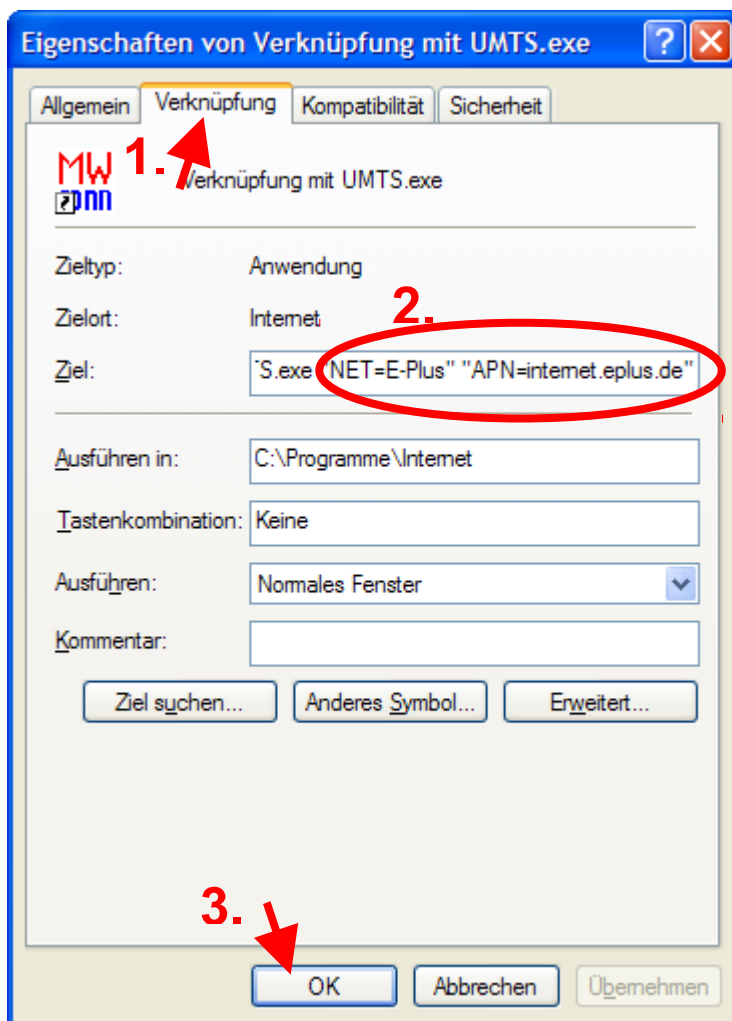 Eigenschaften von Verknüpfung mit UMTS.exe
Allgemein Verknüpfung Kompatibilität Sicherheit
1.
MW
Verknüpfung mit UMTS.exe
Zieltyp: Anwendung
Zielort: Internet
2.
Ziel: S.exe "NET=E-Plus" "APN=internet.eplus.de"
Ausführen in: C:\Programme\Internet
Tastenkombination: Keine
Ausführen: Normales Fenster
Kommentar:
Ziel suchen... Anderes Symbol... Erweitert...
3.
OK Abbrechen Übernehmen